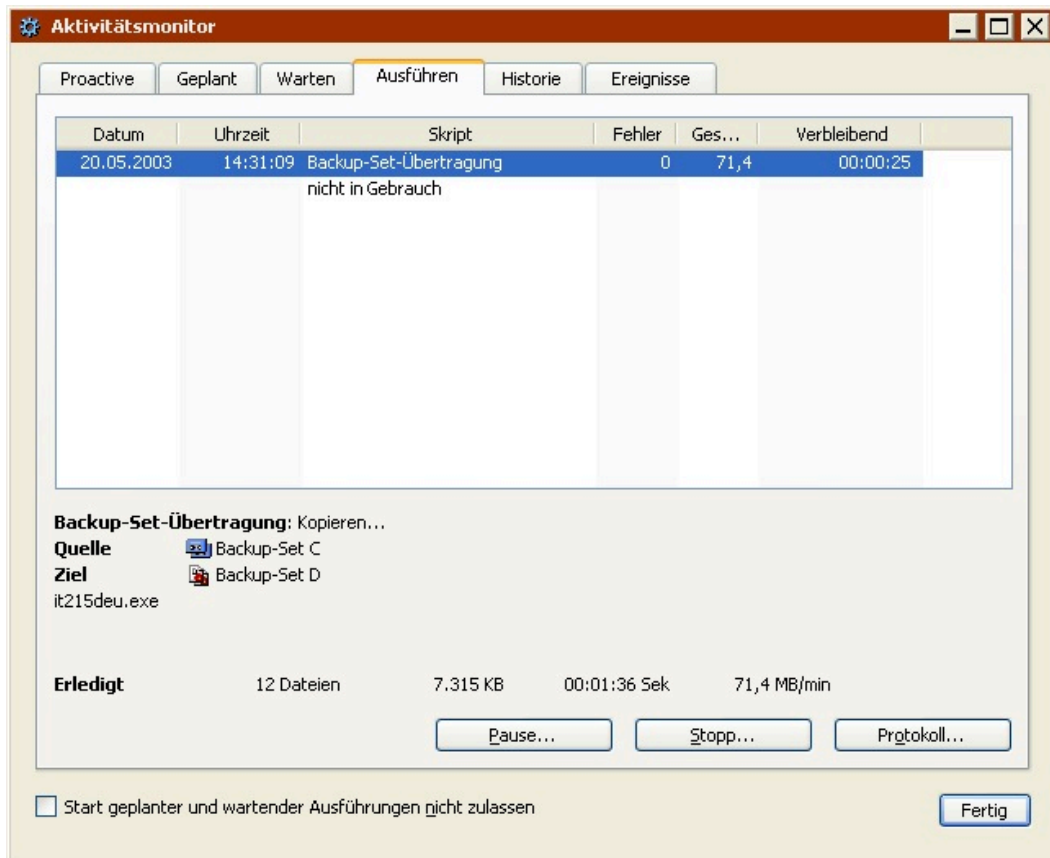 Aktivitätsmonitor
Proactive Geplant Warten Ausführen Historie Ereignisse
Datum Uhrzeit Skript Fehler Ges... Verbleibend
20.05.2003 14:31:09 Backup-Set-Übertragung 0 71,4 00:00:25
nicht in Gebrauch
Backup-Set-Übertragung: Kopieren...
Quelle Backup-Set C
Ziel Backup-Set D
it215deu.exe
Erledigt 12 Dateien 7.315 KB 00:01:36 Sek 71,4 MB/min
Pause... Stopp... Protokoll...
Start geplanter und wartender Ausführungen nicht zulassen
Fertig